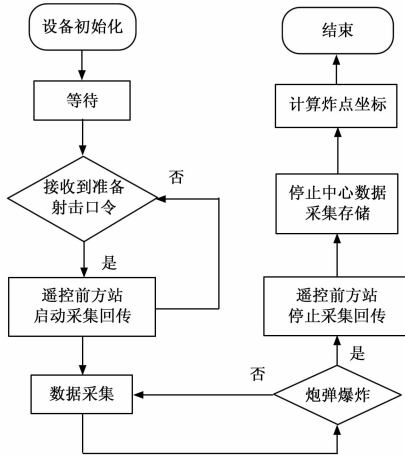 设备初始化
等待
接收到准备
射击口令
否
是
遥控前方站
启动采集回传
数据采集
结束
计算炸点坐标
停止中心数据
采集存储
遥控前方站
停止采集回传
是
否
炮弹爆炸